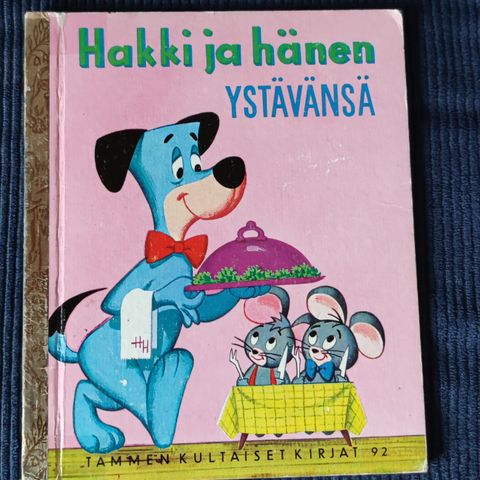 Hakki ja hänen
YSTÄVÄNSÄ
HH
TAMMEN KULTAISET KIRJAT 92